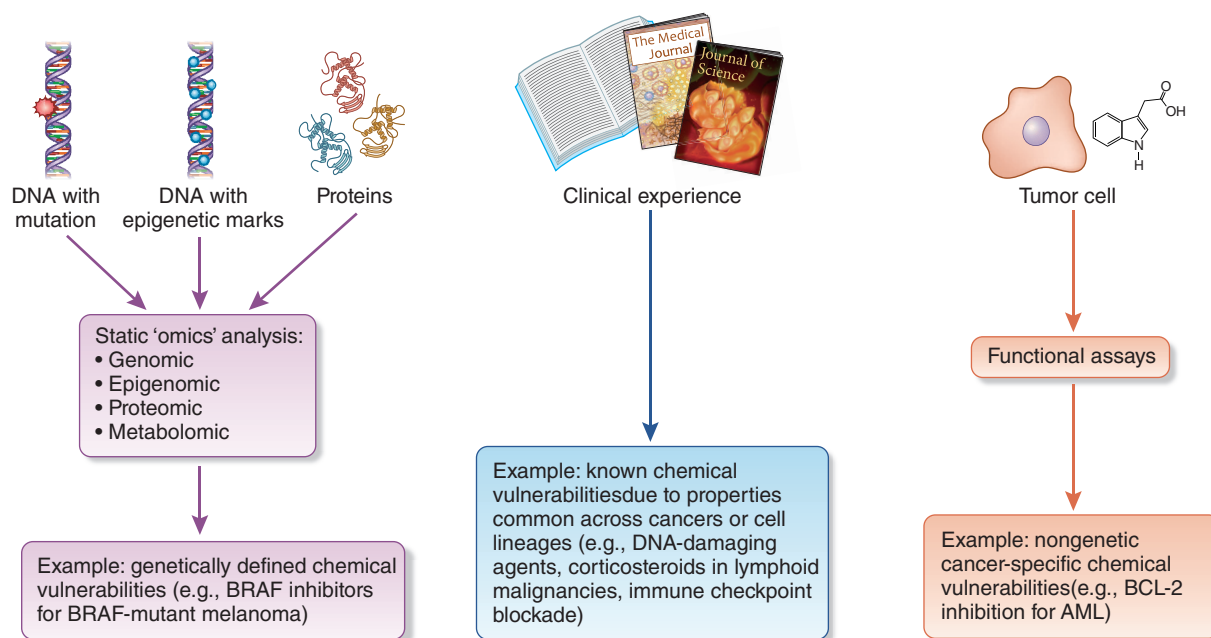 The Medical
Journal
Journal of
Science
DNA with
mutation
DNA with
epigenetic marks
Proteins
Clinical experience
O
OH
N
H
Tumor cell
Static ‘omics’ analysis:
• Genomic
• Epigenomic
• Proteomic
• Metabolomic
Functional assays
Example: genetically defined chemical
vulnerabilities (e.g., BRAF inhibitors
for BRAF-mutant melanoma)
Example: known chemical
vulnerabilitiesdue to properties
common across cancers or cell
lineages (e.g., DNA-damaging
agents, corticosteroids in lymphoid
malignancies, immune checkpoint
blockade)
Example: nongenetic
cancer-specific chemical
vulnerabilities(e.g., BCL-2
inhibition for AML)